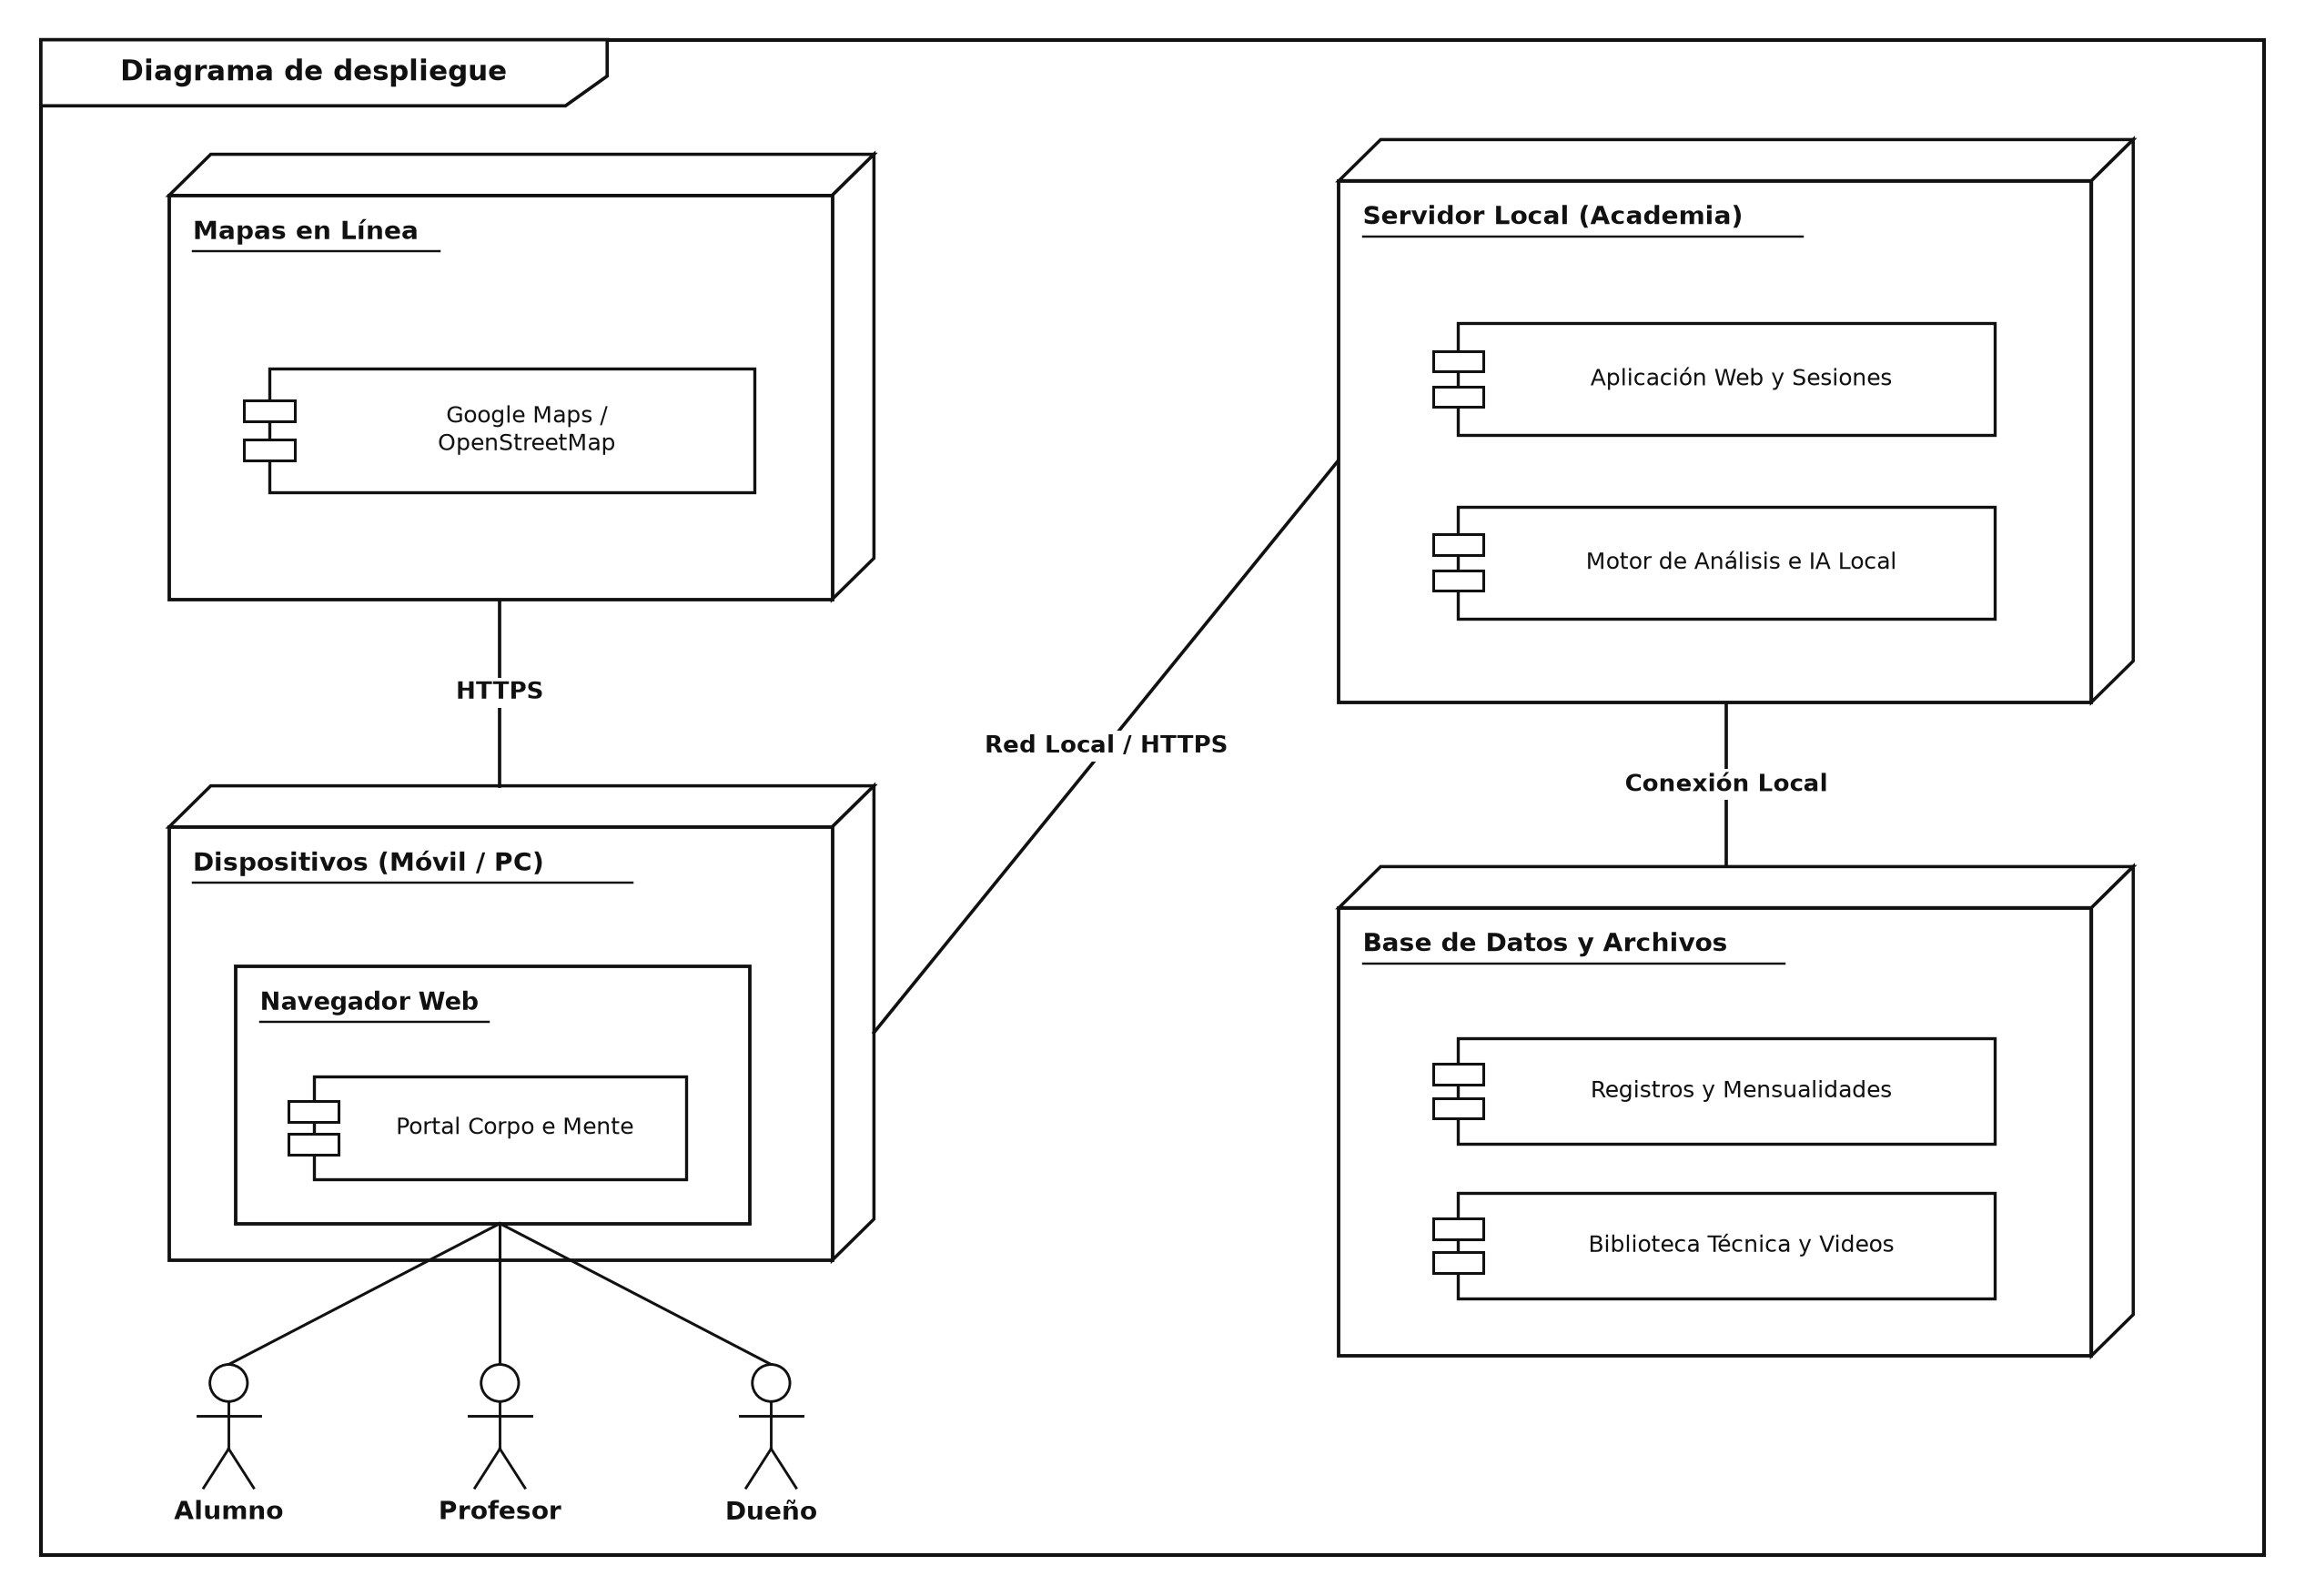 Diagrama de despliegue
Mapas en Línea
Google Maps /
OpenStreetMap
HTTPS
Dispositivos (Móvil / PC)
Navegador Web
Portal Corpo e Mente
Alumno
Profesor
Dueño
Red Local / HTTPS
Servidor Local (Academia)
Aplicación Web y Sesiones
Motor de Análisis e IA Local
Conexión Local
Base de Datos y Archivos
Registros y Mensualidades
Biblioteca Técnica y Videos